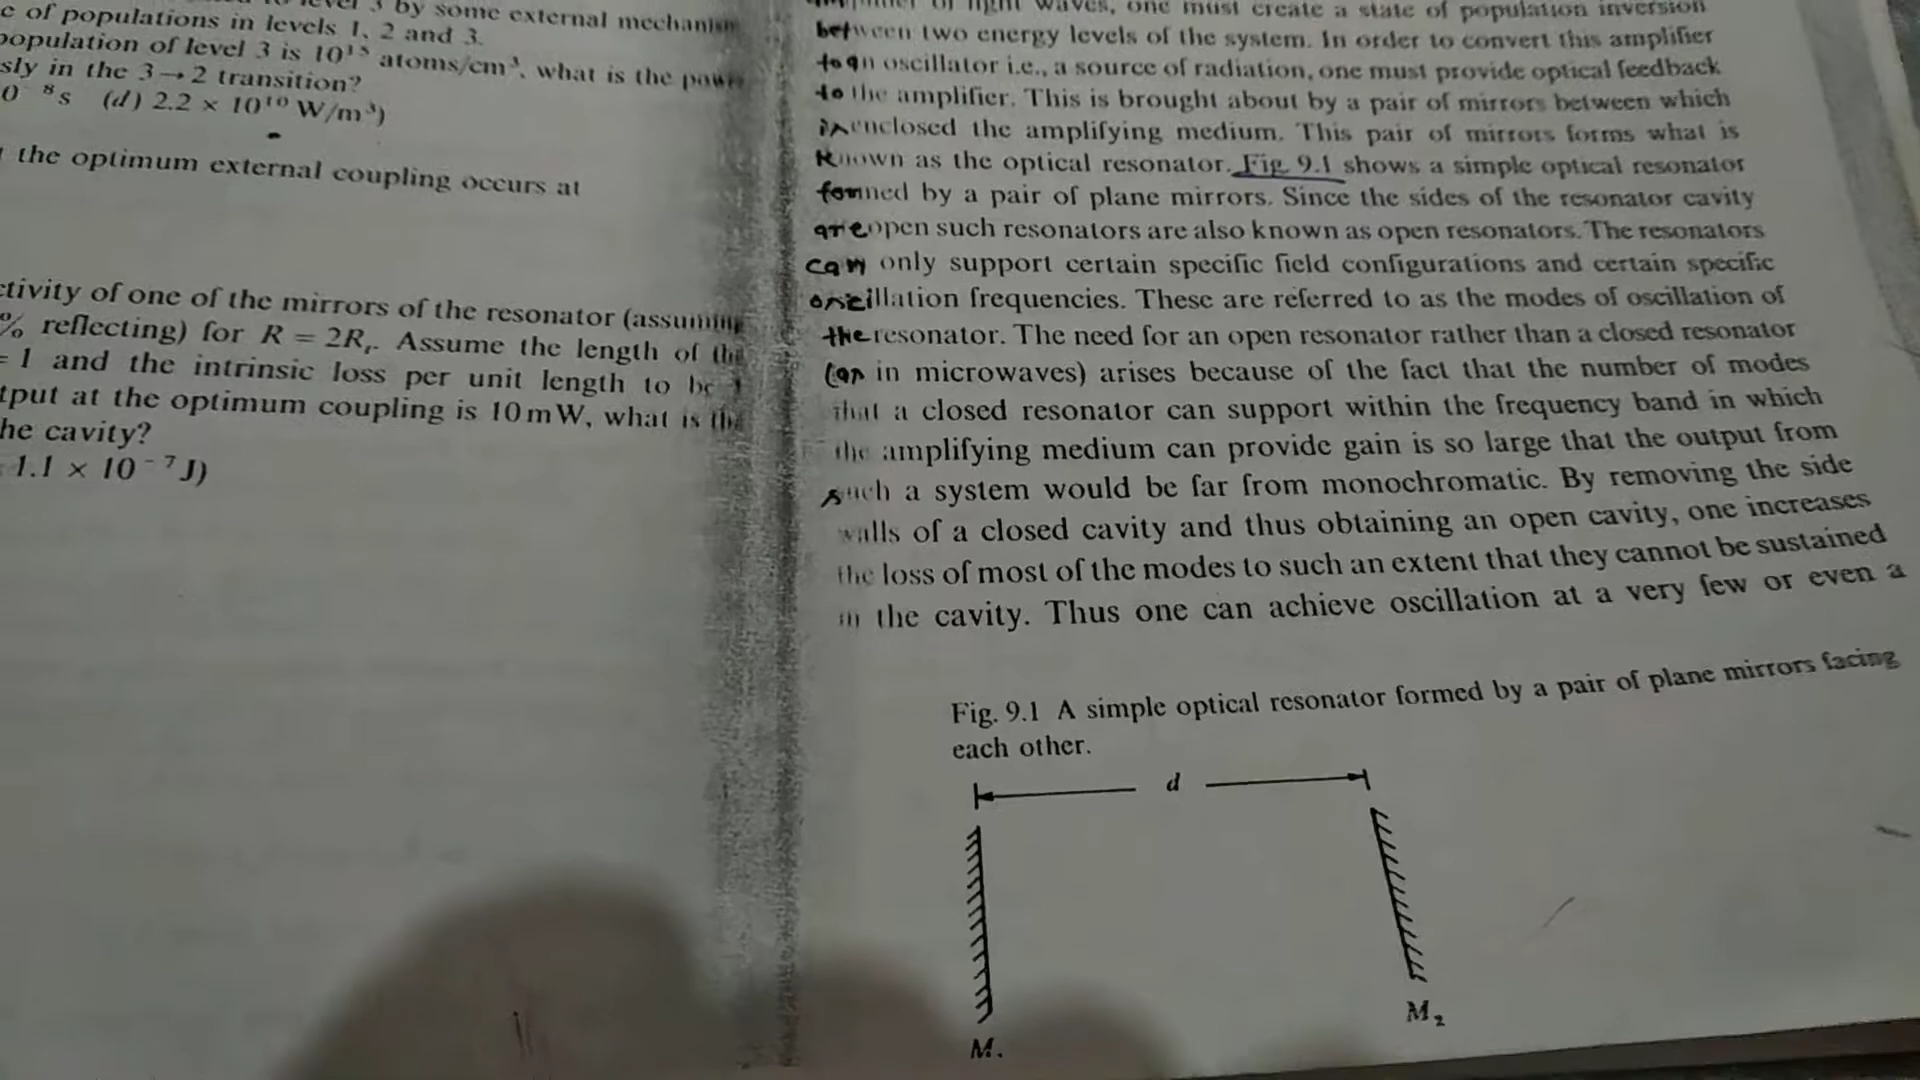 level 3 by some external mechanism
e of populations in levels 1, 2 and 3.
population of level 3 is 10¹⁵ atoms/cm³, what is the power
sly in the 3→2 transition?
0⁻⁸s (d) 2.2 × 10¹⁰ W/m³)
the optimum external coupling occurs at
ctivity of one of the mirrors of the resonator (assuming
% reflecting) for R = 2Rₜ. Assume the length of the
= 1 and the intrinsic loss per unit length to be
tput at the optimum coupling is 10 mW, what is the
he cavity?
1.1 × 10⁻⁷ J)
of light waves, one must create a state of population inversion
between two energy levels of the system. In order to convert this amplifier
to an oscillator i.e., a source of radiation, one must provide optical feedback
to the amplifier. This is brought about by a pair of mirrors between which
is enclosed the amplifying medium. This pair of mirrors forms what is
Known as the optical resonator. Fig. 9.1 shows a simple optical resonator
formed by a pair of plane mirrors. Since the sides of the resonator cavity
are open such resonators are also known as open resonators. The resonators
can only support certain specific field configurations and certain specific
oscillation frequencies. These are referred to as the modes of oscillation of
the resonator. The need for an open resonator rather than a closed resonator
(as in microwaves) arises because of the fact that the number of modes
that a closed resonator can support within the frequency band in which
the amplifying medium can provide gain is so large that the output from
such a system would be far from monochromatic. By removing the side
walls of a closed cavity and thus obtaining an open cavity, one increases
the loss of most of the modes to such an extent that they cannot be sustained
in the cavity. Thus one can achieve oscillation at a very few or even a
Fig. 9.1 A simple optical resonator formed by a pair of plane mirrors facing
each other.
d
M₂
M.